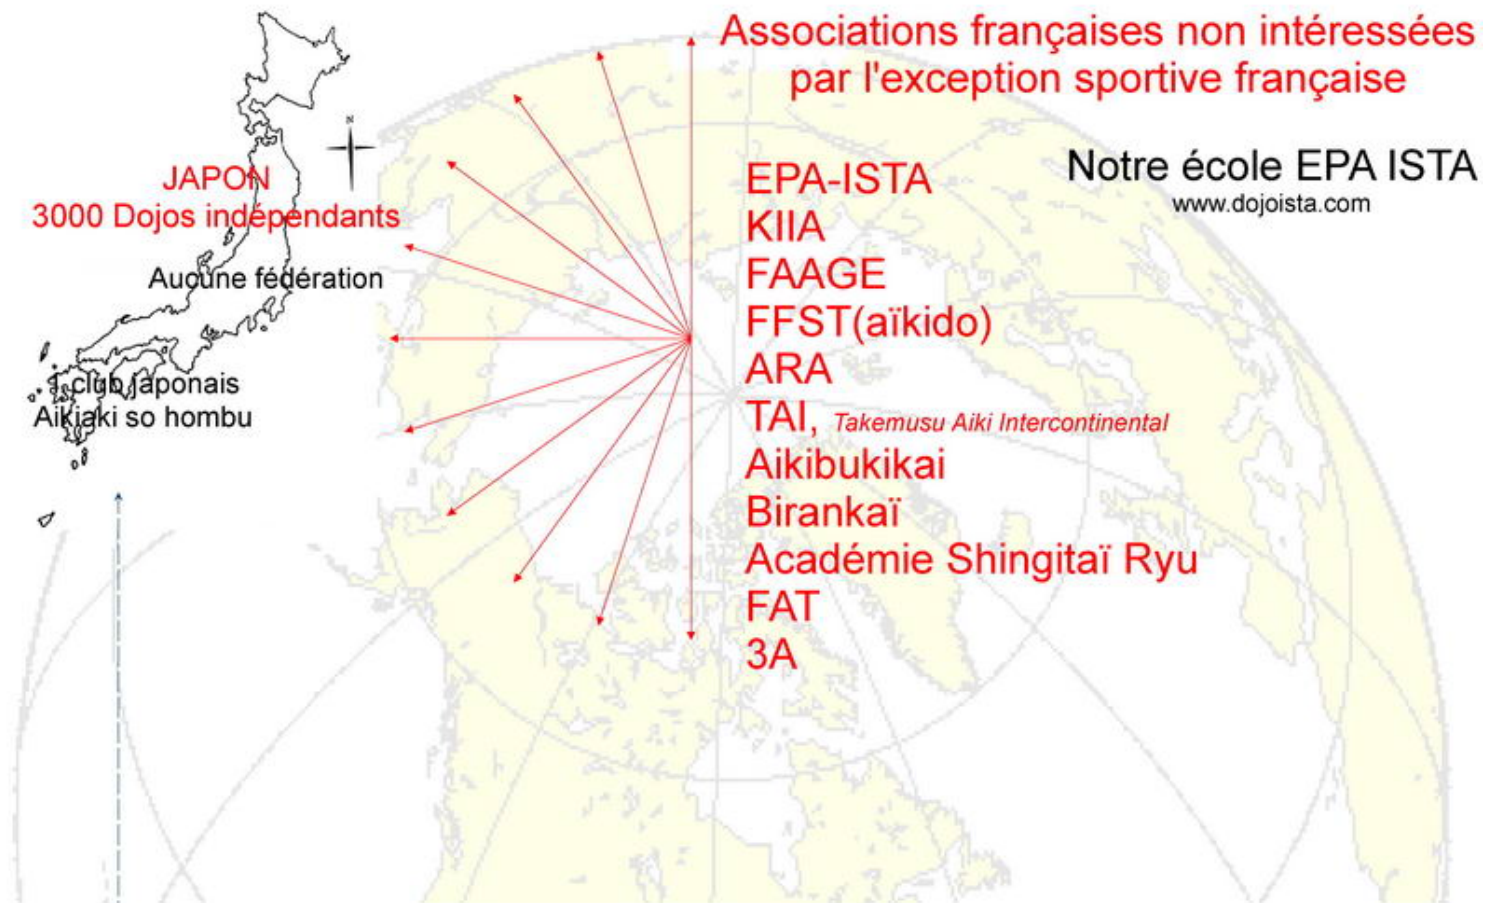 Associations françaises non intéressées
par l'exception sportive française
Notre école EPA ISTA
www.dojoista.com
N
JAPON
3000 Dojos indépendants
Aucune fédération
1 club japonais
Aikiaki so hombu
EPA-ISTA
KIIA
FAAGE
FFST(aïkido)
ARA
TAI, Takemusu Aiki Intercontinental
Aikibukikai
Birankaï
Académie Shingitaï Ryu
FAT
3A